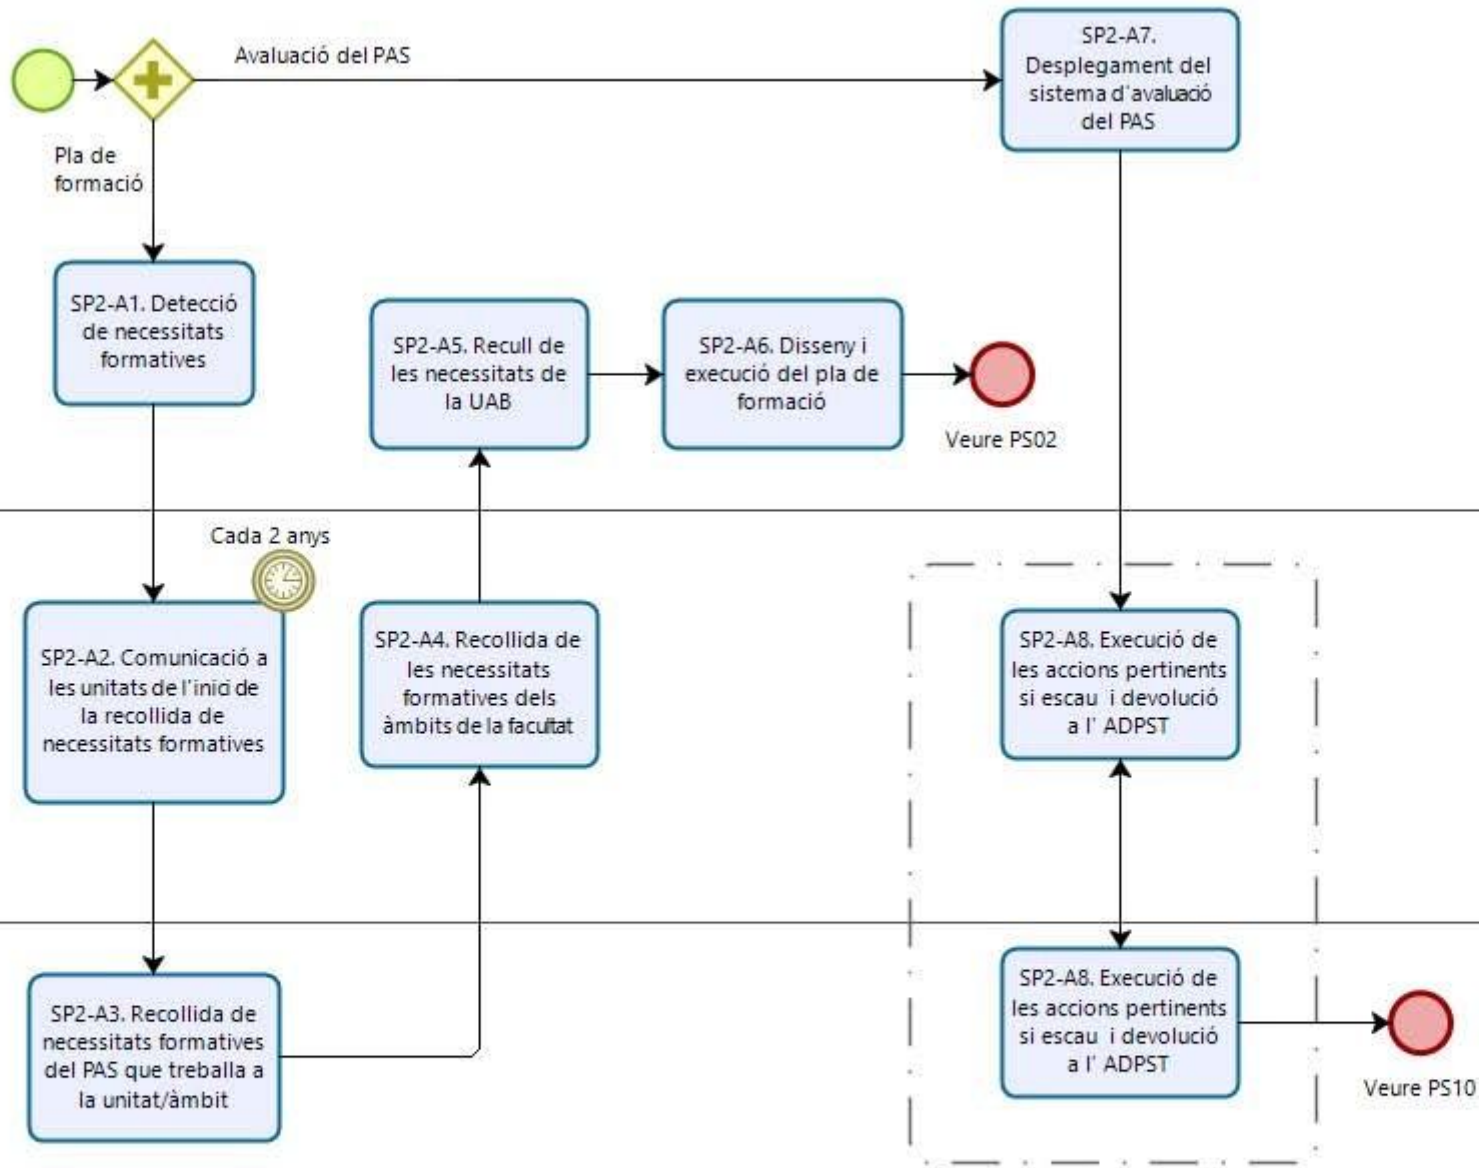 Avaluació del PAS
SP2-A7.
Desplegament del
sistema d'avaluació
del PAS
Pla de
formació
SP2-A1. Detecció
de necessitats
formatives
SP2-A5. Recull de
les necessitats de
la UAB
SP2-A6. Disseny i
execució del pla de
formació
Veure PS02
Cada 2 anys
SP2-A2. Comunicació a
les unitats de l'inici de
la recollida de
necessitats formatives
SP2-A4. Recollida de
les necessitats
formatives dels
àmbits de la facultat
SP2-A8. Execució de
les accions pertinents
si escau i devolució
a l' ADPST
SP2-A3. Recollida de
necessitats formatives
del PAS que treballa a
la unitat/àmbit
SP2-A8. Execució de
les accions pertinents
si escau i devolució
a l' ADPST
Veure PS10